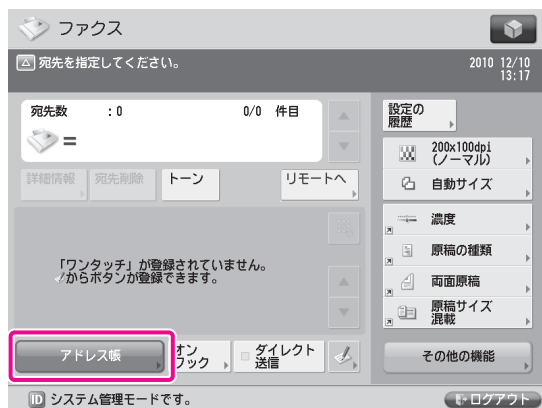 ファクス
宛先を指定してください。
2010 12/10
13:17
宛先数 :0 0/0 件目
=
詳細情報 宛先削除 トーン リモートへ
「ワンタッチ」が登録されていません。
からボタンが登録できます。
アドレス帳
オン
フック
ダイレクト
送信
設定の
履歴
200x100dpi
(ノーマル)
自動サイズ
濃度
原稿の種類
両面原稿
原稿サイズ
混載
その他の機能
ID システム管理モードです。
ログアウト